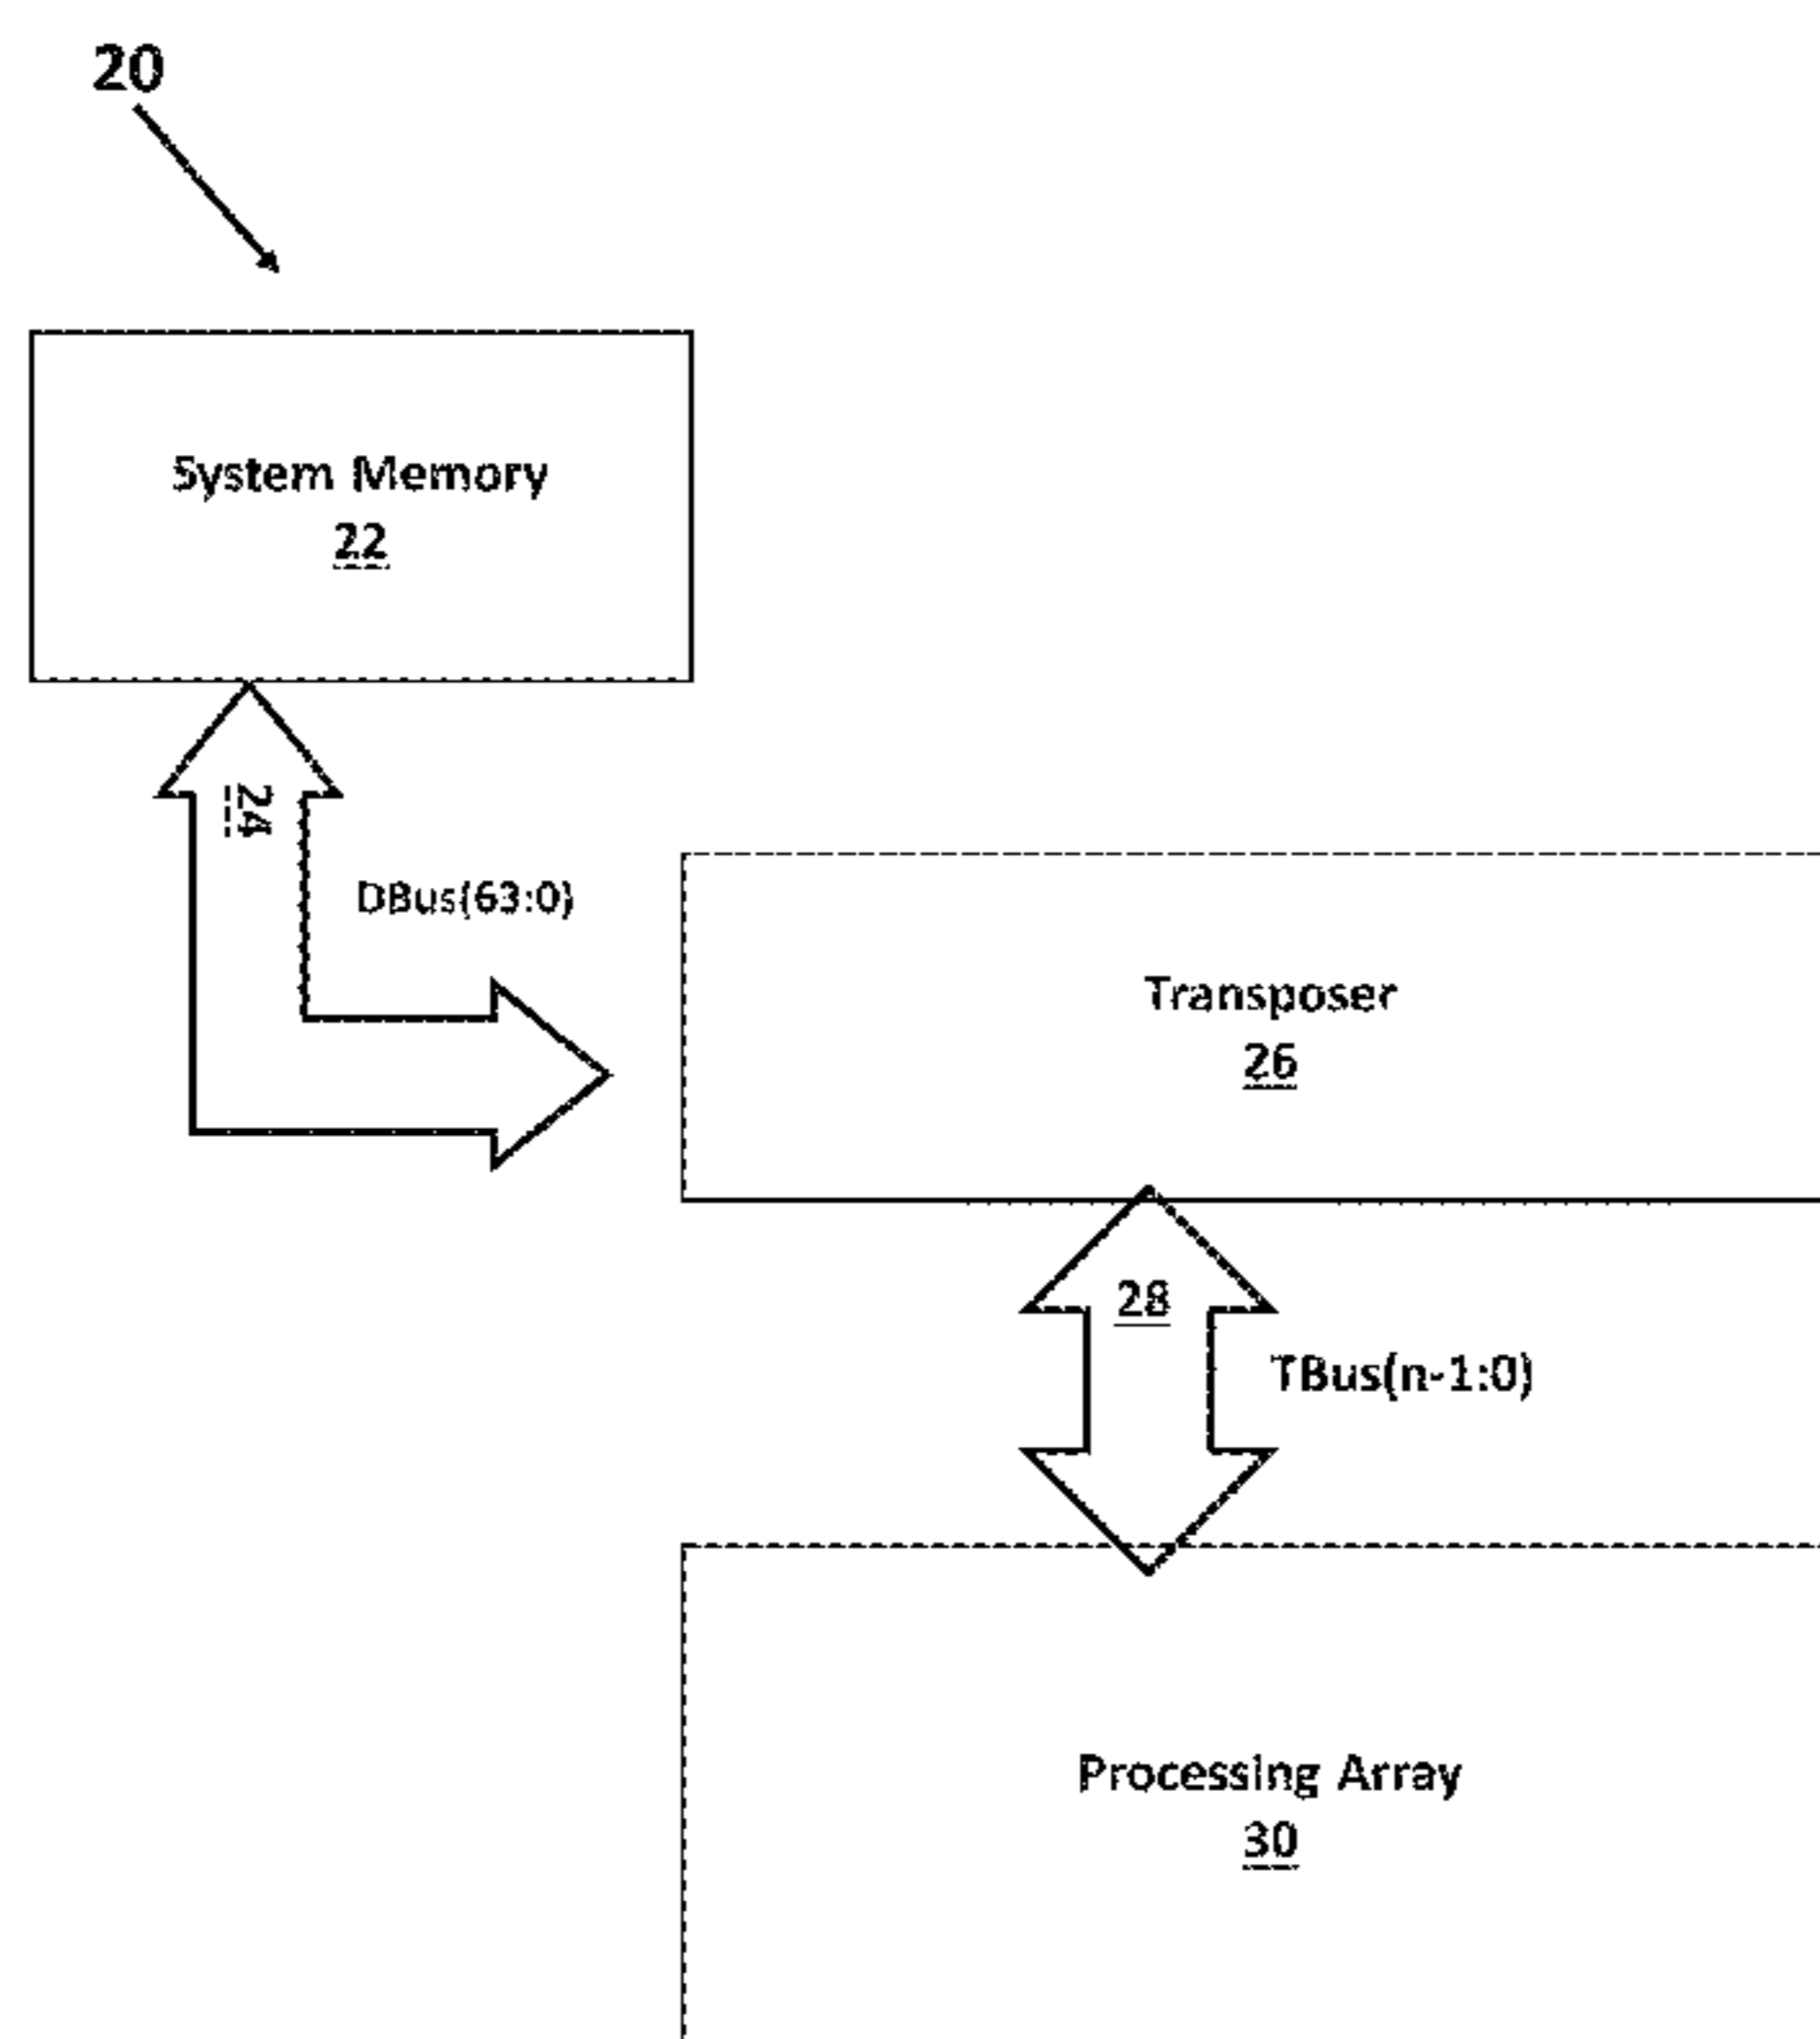 20
System Memory
22
24
DBus(63:0)
Transposer
26
28
TBus(n-1:0)
Processing Array
30